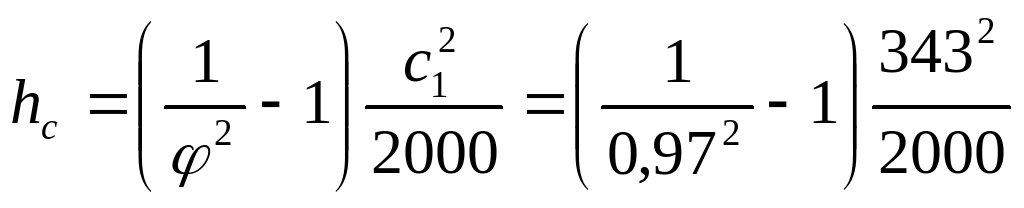 h_c = (1/φ² - 1) c₁²/2000 = (1/0,97² - 1) 343²/2000